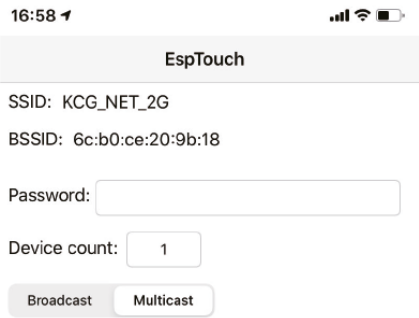 16:58
EspTouch
SSID: KCG_NET_2G
BSSID: 6c:b0:ce:20:9b:18
Password:
Device count: 1
Broadcast Multicast